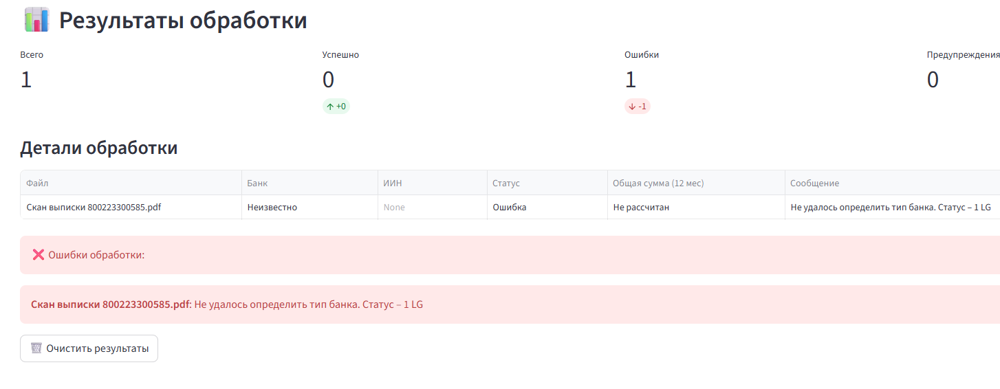 Результаты обработки
Всего Успешно Ошибки Предупреждения
1 0 1 0
↑ +0 ↓ -1
Детали обработки
Файл Банк ИИН Статус Общая сумма (12 мес) Сообщение
Скан выписки 800223300585.pdf Неизвестно None Ошибка Не рассчитан Не удалось определить тип банка. Статус – 1 LG
❌ Ошибки обработки:
Скан выписки 800223300585.pdf: Не удалось определить тип банка. Статус – 1 LG
Очистить результаты